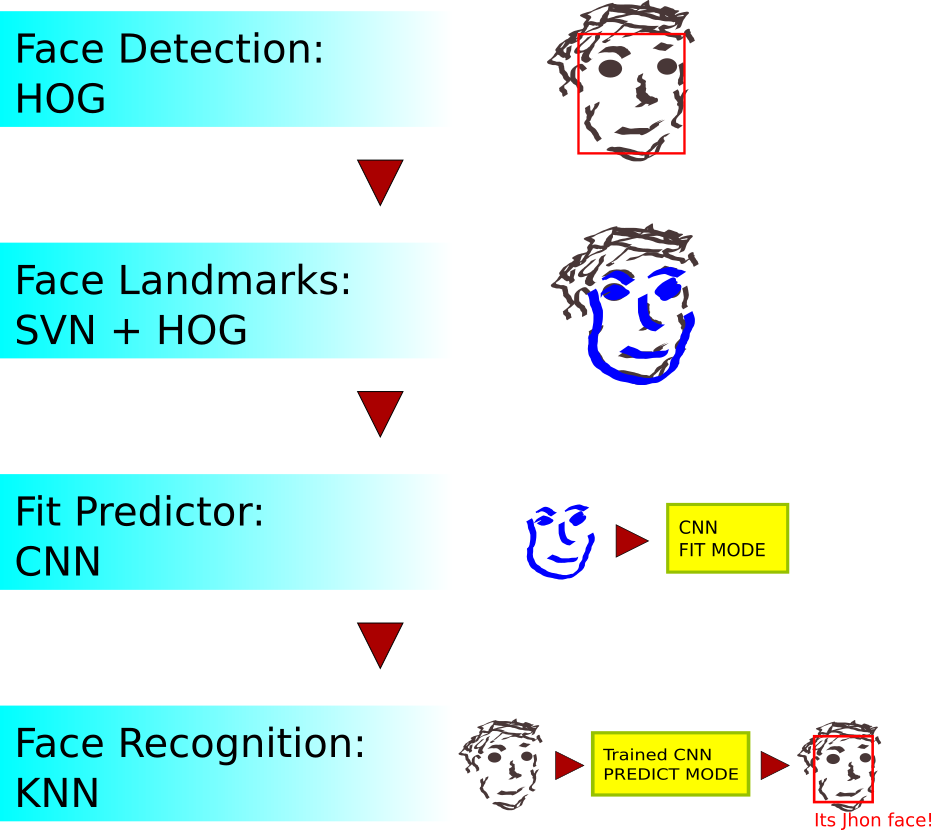 Face Detection:
HOG
Face Landmarks:
SVN + HOG
Fit Predictor:
CNN
CNN
FIT MODE
Face Recognition:
KNN
Trained CNN
PREDICT MODE
Its Jhon face!